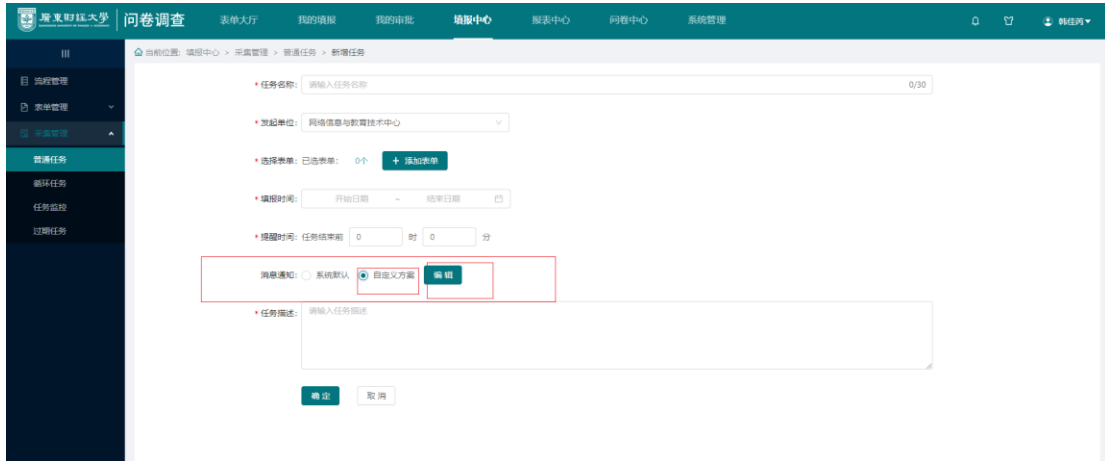 廣東财经大學 问卷调查 表单大厅 我的填报 我的审批 填报中心 报表中心 问卷中心 系统管理
当前位置: 填报中心 > 采集管理 > 普通任务 > 新增任务
流程管理
表单管理
采集管理
普通任务
循环任务
任务监控
过期任务
* 任务名称: 请输入任务名称 0/30
* 发起单位: 网络信息与教育技术中心
* 选择表单: 已选表单: 0个 + 添加表单
* 填报时间: 开始日期 ~ 结束日期
* 提醒时间: 任务结束前 0 时 0 分
消息通知: 系统默认 自定义方案 编辑
* 任务描述: 请输入任务描述
确定 取消